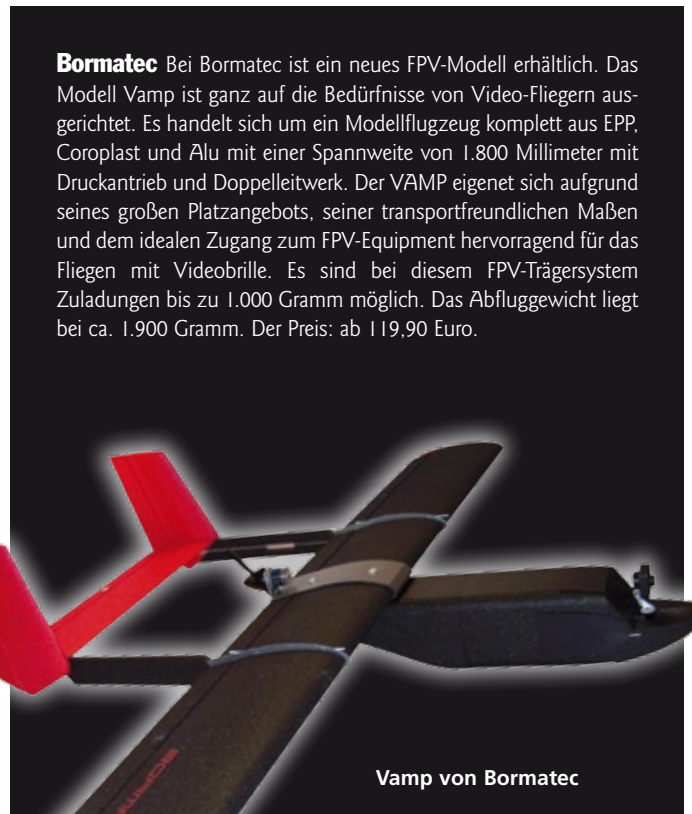 Bormatec Bei Bormatec ist ein neues FPV-Modell erhältlich. Das
Modell Vamp ist ganz auf die Bedürfnisse von Video-Fliegern aus-
gerichtet. Es handelt sich um ein Modellflugzeug komplett aus EPP,
Coroplast und Alu mit einer Spannweite von 1.800 Millimeter mit
Druckantrieb und Doppelleitwerk. Der VAMP eigenet sich aufgrund
seines großen Platzangebots, seiner transportfreundlichen Maßen
und dem idealen Zugang zum FPV-Equipment hervorragend für das
Fliegen mit Videobrille. Es sind bei diesem FPV-Trägersystem
Zuladungen bis zu 1.000 Gramm möglich. Das Abfluggewicht liegt
bei ca. 1.900 Gramm. Der Preis: ab 119,90 Euro.
Vamp von Bormatec